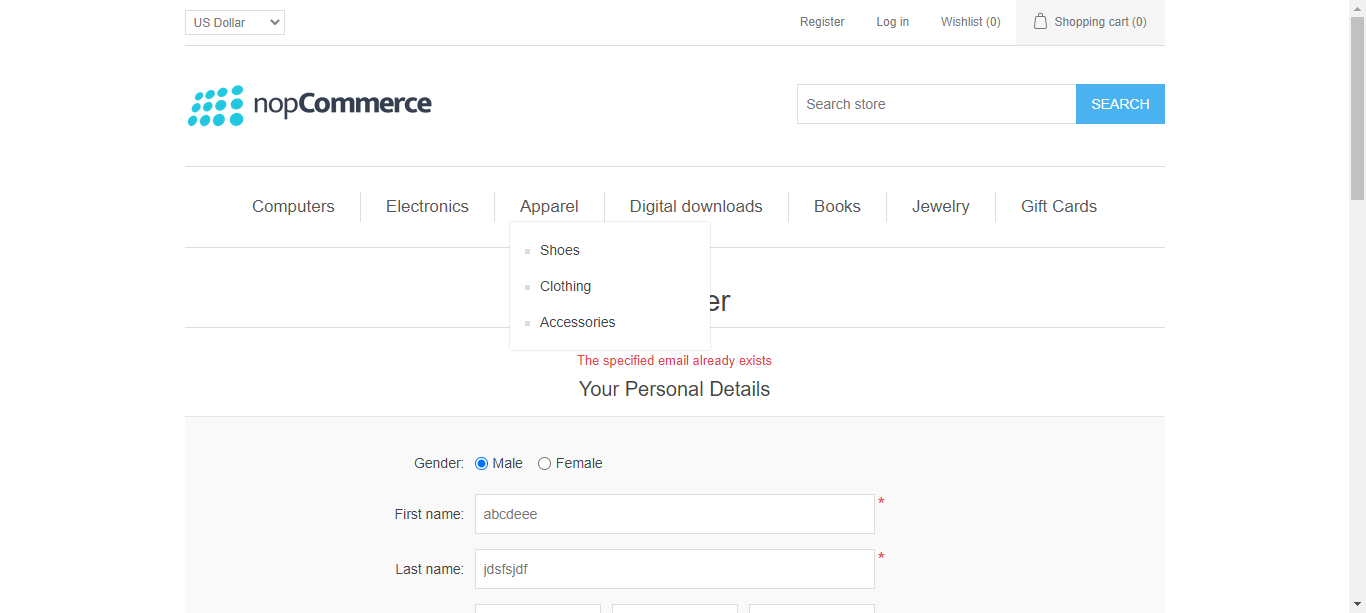 US Dollar
Register Log in Wishlist (0) Shopping cart (0)
nopCommerce
Search store SEARCH
Computers Electronics Apparel Digital downloads Books Jewelry Gift Cards
Shoes
Clothing
er
Accessories
The specified email already exists
Your Personal Details
Gender: Male Female
First name: abcdeee *
Last name: jdsfsjdf *